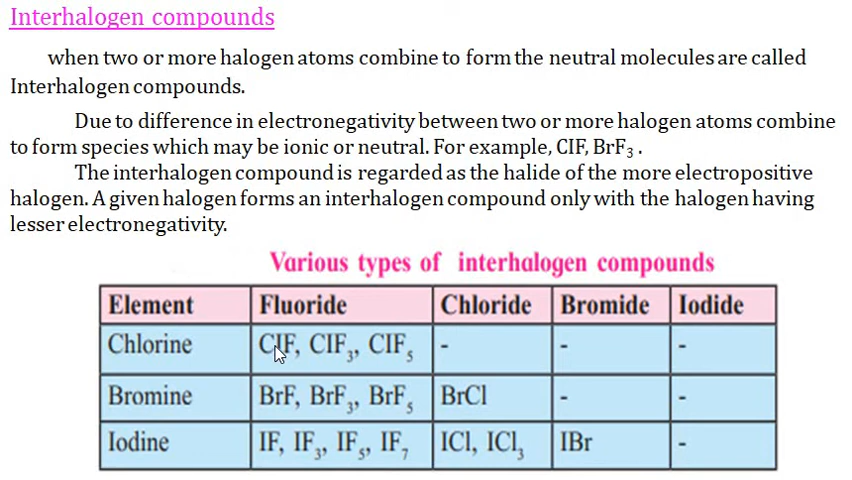 Interhalogen compounds
when two or more halogen atoms combine to form the neutral molecules are called
Interhalogen compounds.
Due to difference in electronegativity between two or more halogen atoms combine
to form species which may be ionic or neutral. For example, ClF, BrF₃ .
The interhalogen compound is regarded as the halide of the more electropositive
halogen. A given halogen forms an interhalogen compound only with the halogen having
lesser electronegativity.
Various types of interhalogen compounds
Element Fluoride Chloride Bromide Iodide
Chlorine ClF, ClF₃, ClF₅ - - -
Bromine BrF, BrF₃, BrF₅ BrCl - -
Iodine IF, IF₃, IF₅, IF₇ ICl, ICl₃ IBr -